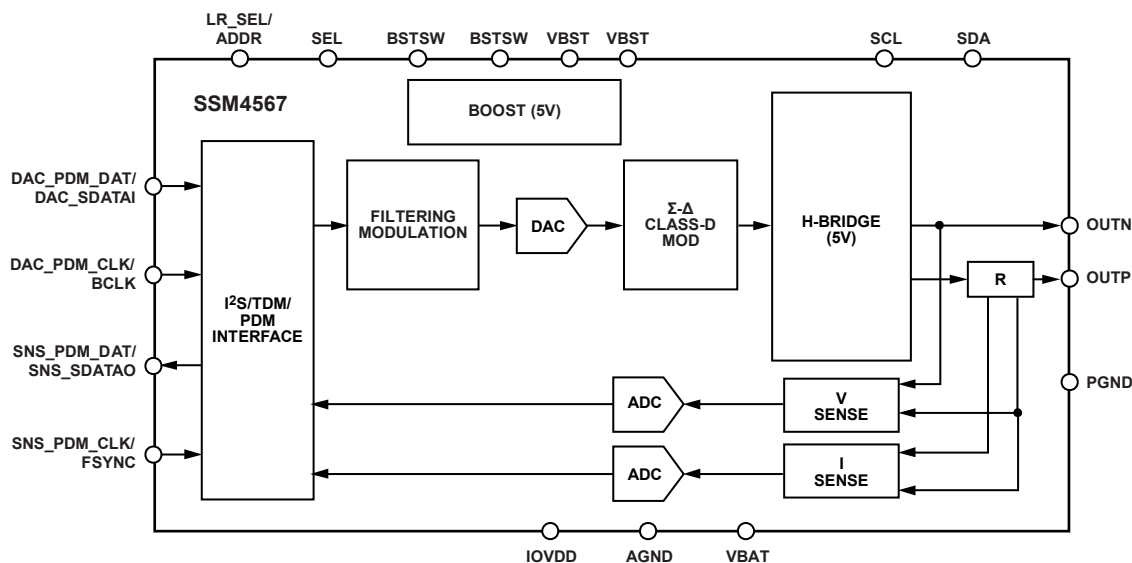 LR_SEL/
ADDR
SEL
BSTSW
BSTSW
VBST
VBST
SCL
SDA
SSM4567
BOOST (5V)
DAC_PDM_DAT/
DAC_SDATAI
DAC_PDM_CLK/
BCLK
SNS_PDM_DAT/
SNS_SDATAO
SNS_PDM_CLK/
FSYNC
I²S/TDM/
PDM
INTERFACE
FILTERING
MODULATION
DAC
Σ-Δ
CLASS-D
MOD
H-BRIDGE
(5V)
R
OUTN
OUTP
PGND
ADC
V
SENSE
ADC
I
SENSE
IOVDD
AGND
VBAT